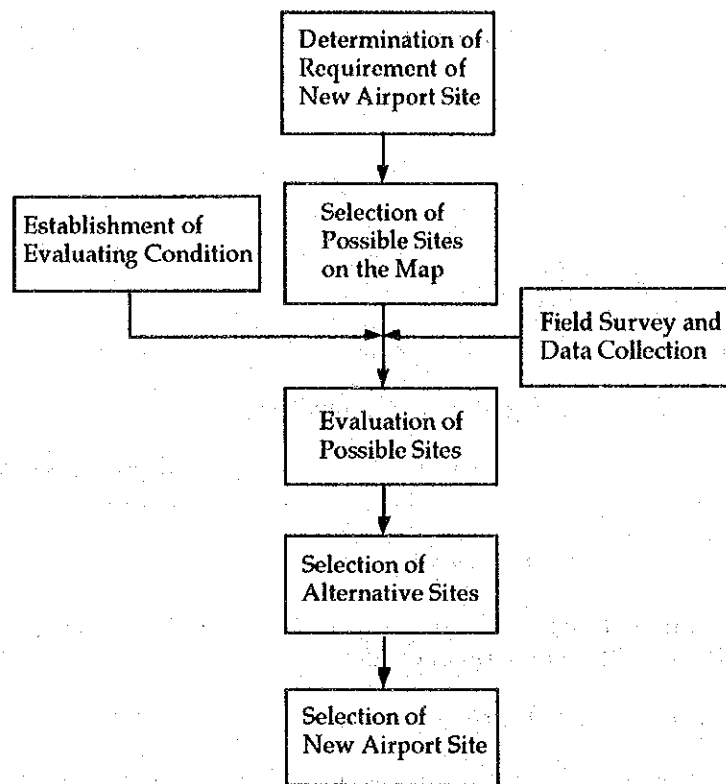 Determination of
Requirement of
New Airport Site
Establishment of
Evaluating Condition
Selection of
Possible Sites
on the Map
Field Survey and
Data Collection
Evaluation of
Possible Sites
Selection of
Alternative Sites
Selection of
New Airport Site